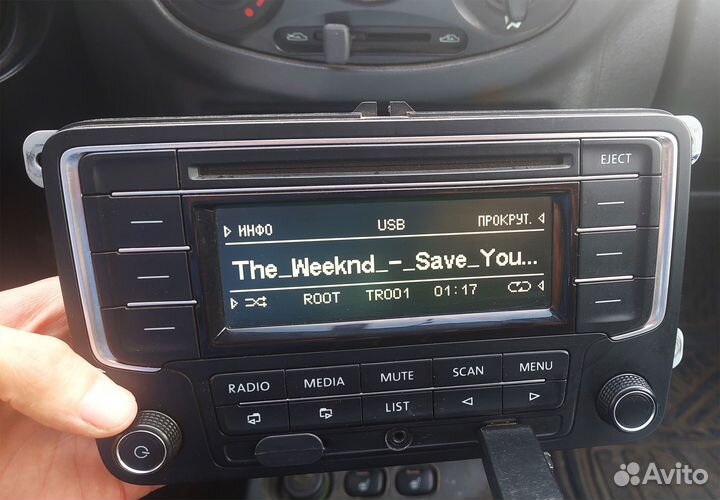 EJECT
ИНФО USB ПРОКРУТ.
The_Weeknd_-_Save_You...
ROOT TR001 01:17
RADIO MEDIA MUTE SCAN MENU
LIST
Avito